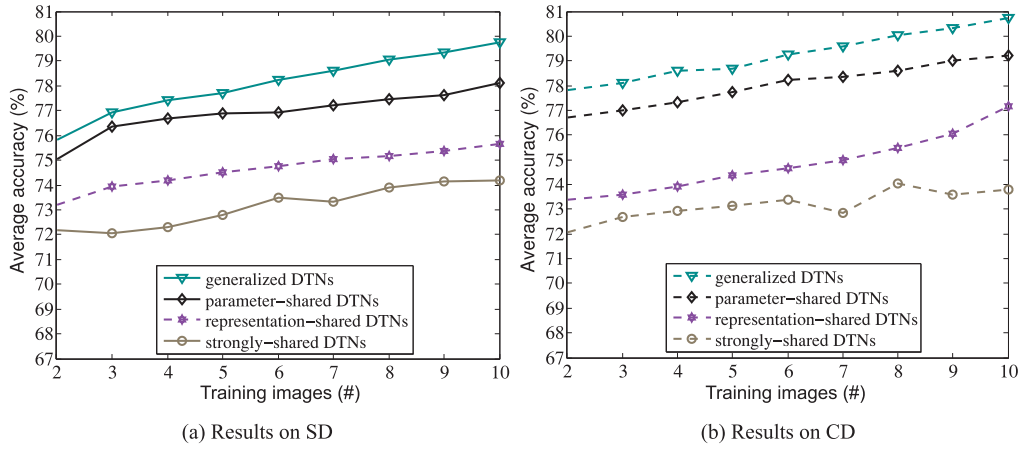 81
80
79
78
77
76
75
74
73
72
71
70
69
68
67
Average accuracy (%)
generalized DTNs
parameter−shared DTNs
representation−shared DTNs
strongly−shared DTNs
2 3 4 5 6 7 8 9 10
Training images (#)
(a) Results on SD
81
80
79
78
77
76
75
74
73
72
71
70
69
68
67
Average accuracy (%)
generalized DTNs
parameter−shared DTNs
representation−shared DTNs
strongly−shared DTNs
2 3 4 5 6 7 8 9 10
Training images (#)
(b) Results on CD